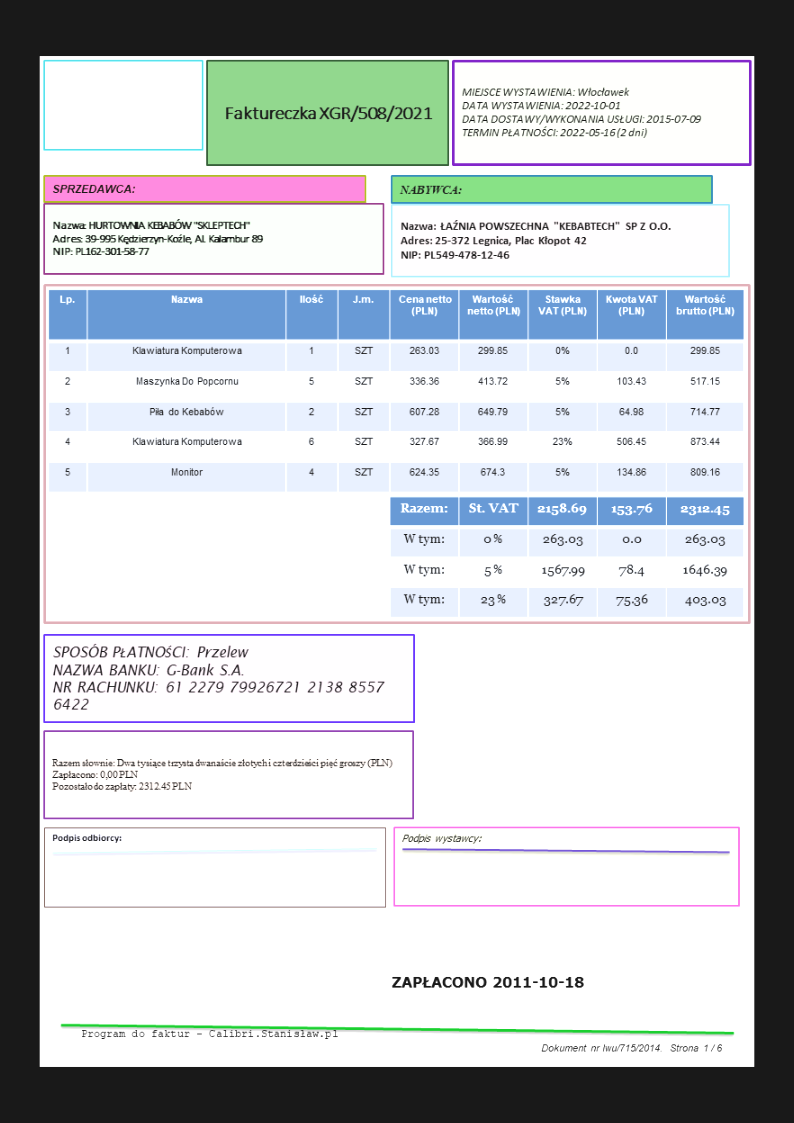 Faktureczka XGR/508/2021
MIEJSCE WYSTAWIENIA: Włocławek
DATA WYSTAWIENIA: 2022-10-01
DATA DOSTAWY/WYKONANIA USŁUGI: 2015-07-09
TERMIN PŁATNOŚCI: 2022-05-16 (2 dni)
SPRZEDAWCA:
Nazwa: HURTOWNIA KEBABÓW "SKLEPTECH"
Adres: 39-995 Kędzierzyn-Koźle, Al. Kalambur 89
NIP: PL162-301-58-77
NABYWCA:
Nazwa: ŁAŹNIA POWSZECHNA "KEBABTECH" SP Z O.O.
Adres: 25-372 Legnica, Plac Kłopot 42
NIP: PL549-478-12-46
Lp. Nazwa Ilość J.m. Cena netto (PLN) Wartość netto (PLN) Stawka VAT (PLN) Kwota VAT (PLN) Wartość brutto (PLN)
1 Klawiatura Komputerowa 1 SZT 263.03 299.85 0% 0.0 299.85
2 Maszynka Do Popcornu 5 SZT 336.36 413.72 5% 103.43 517.15
3 Piła do Kebabów 2 SZT 607.28 649.79 5% 64.98 714.77
4 Klawiatura Komputerowa 6 SZT 327.67 366.99 23% 506.45 873.44
5 Monitor 4 SZT 624.35 674.3 5% 134.86 809.16
Razem: St. VAT 2158.69 153.76 2312.45
W tym: 0% 263.03 0.0 263.03
W tym: 5% 1567.99 78.4 1646.39
W tym: 23% 327.67 75.36 403.03
SPOSÓB PŁATNOŚCI: Przelew
NAZWA BANKU: G-Bank S.A.
NR RACHUNKU: 61 2279 79926721 2138 8557
6422
Razem słownie: Dwa tysiące trzysta dwanaście złotych i czterdzieści pięć groszy (PLN)
Zapłacono: 0,00 PLN
Pozostało do zapłaty: 2312.45 PLN
Podpis odbiorcy:
Podpis wystawcy:
ZAPŁACONO 2011-10-18
Program do faktur – Calibri.Stanisław.pl
Dokument nr lwu/715/2014 Strona 1 / 6